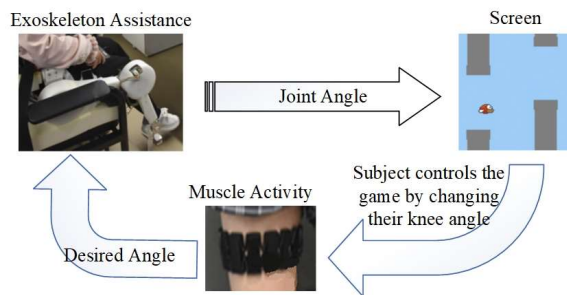 Exoskeleton Assistance
Screen
Joint Angle
Subject controls the
game by changing
their knee angle
Muscle Activity
Desired Angle